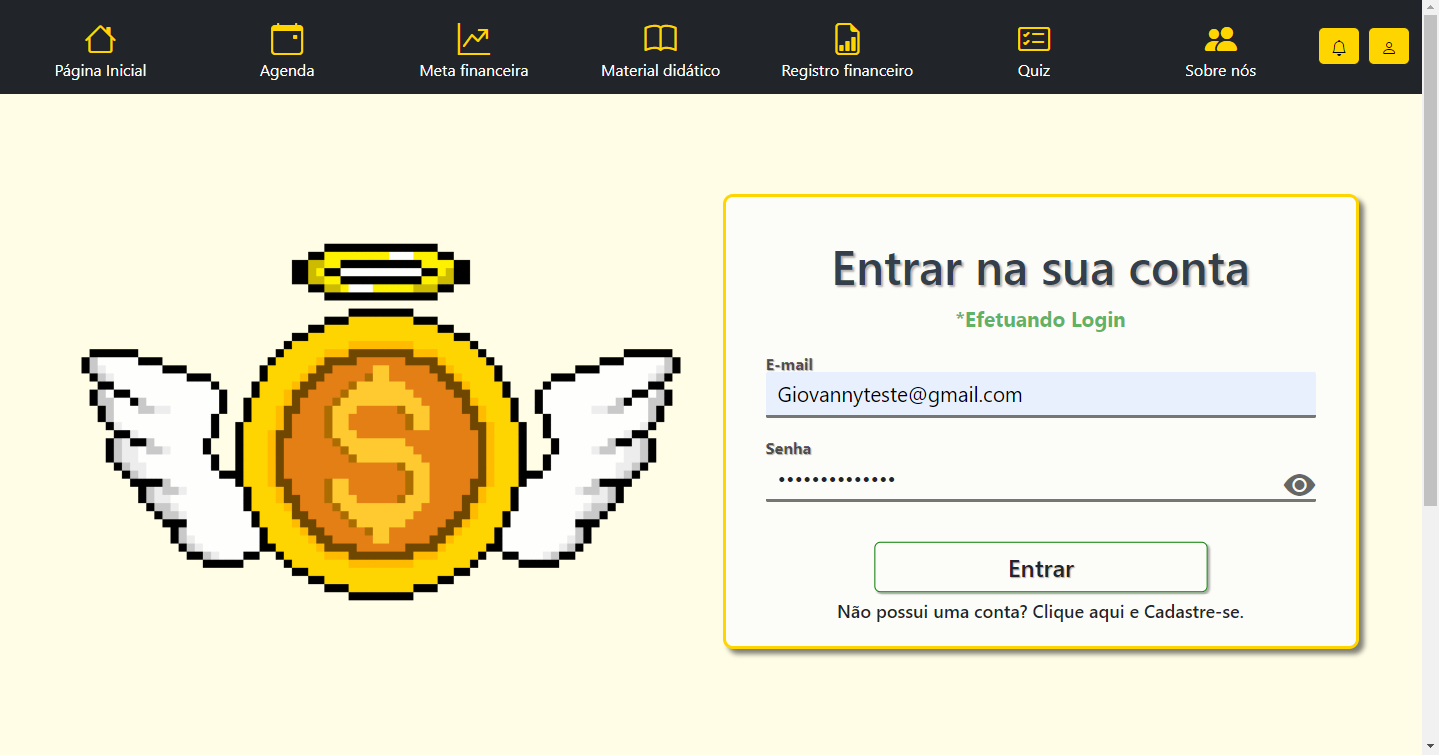 Página Inicial
Agenda
Meta financeira
Material didático
Registro financeiro
Quiz
Sobre nós
Entrar na sua conta
*Efetuando Login
E-mail
Giovannyteste@gmail.com
Senha
••••••••••••••
Entrar
Não possui uma conta? Clique aqui e Cadastre-se.